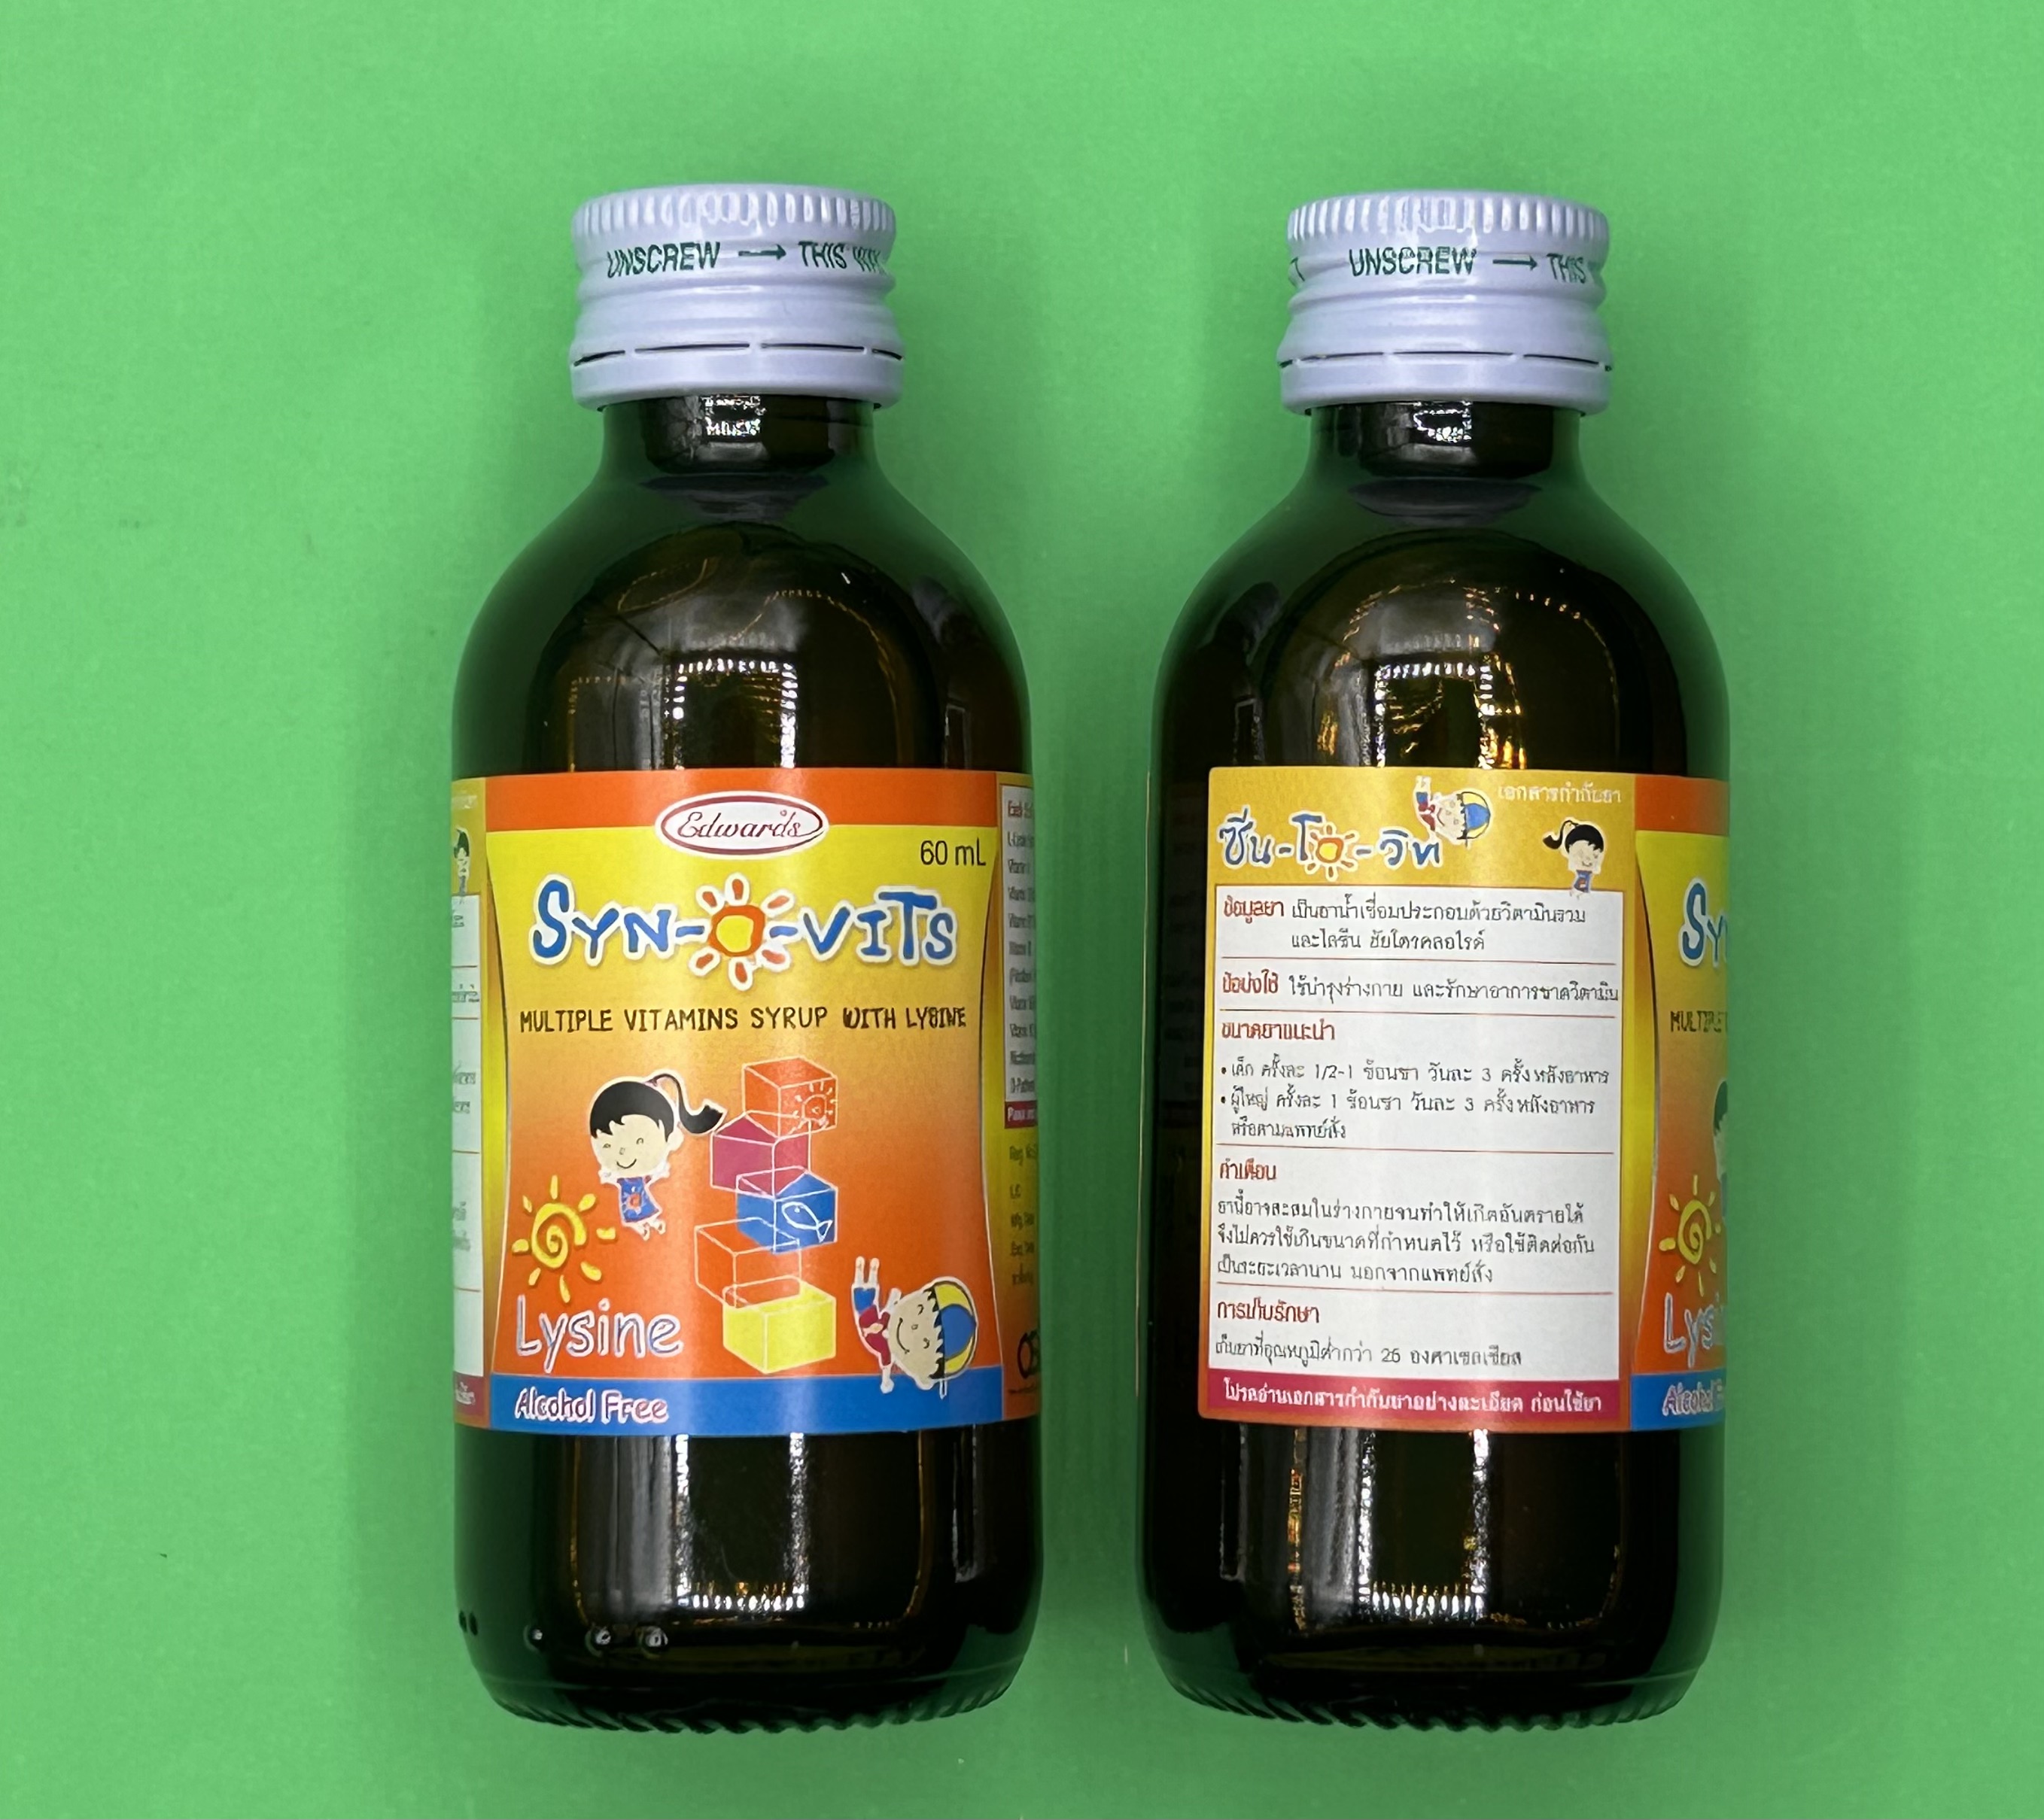 UNSCREW → THIS WAY
Edwards
60 mL
SYN-O-VITS
MULTIPLE VITAMINS SYRUP WITH LYSINE
Lysine
Alcohol Free
UNSCREW → THIS
เอกสารกำกับยา
ซีน-โอ-วิท
ข้อมูลยา เป็นยาน้ำเชื่อมประกอบด้วยวิตามินรวม
และไลซีน ฮัยโดรคลอไรด์
ข้อบ่งใช้ ใช้บำรุงร่างกาย และรักษาอาการขาดวิตามิน
ขนาดยาแนะนำ
• เด็ก ครั้งละ 1/2-1 ช้อนชา วันละ 3 ครั้งหลังอาหาร
• ผู้ใหญ่ ครั้งละ 1 ช้อนชา วันละ 3 ครั้งหลังอาหาร
หรือตามแพทย์สั่ง
คำเตือน
ยานี้อาจสะสมในร่างกายจนทำให้เกิดอันตรายได้
จึงไม่ควรใช้เกินขนาดที่กำหนดไว้ หรือใช้ติดต่อกัน
เป็นระยะเวลานาน นอกจากแพทย์สั่ง
การเก็บรักษา
เก็บยาที่อุณหภูมิต่ำกว่า 25 องศาเซลเซียส
โปรดอ่านเอกสารกำกับยาอย่างละเอียด ก่อนใช้ยา